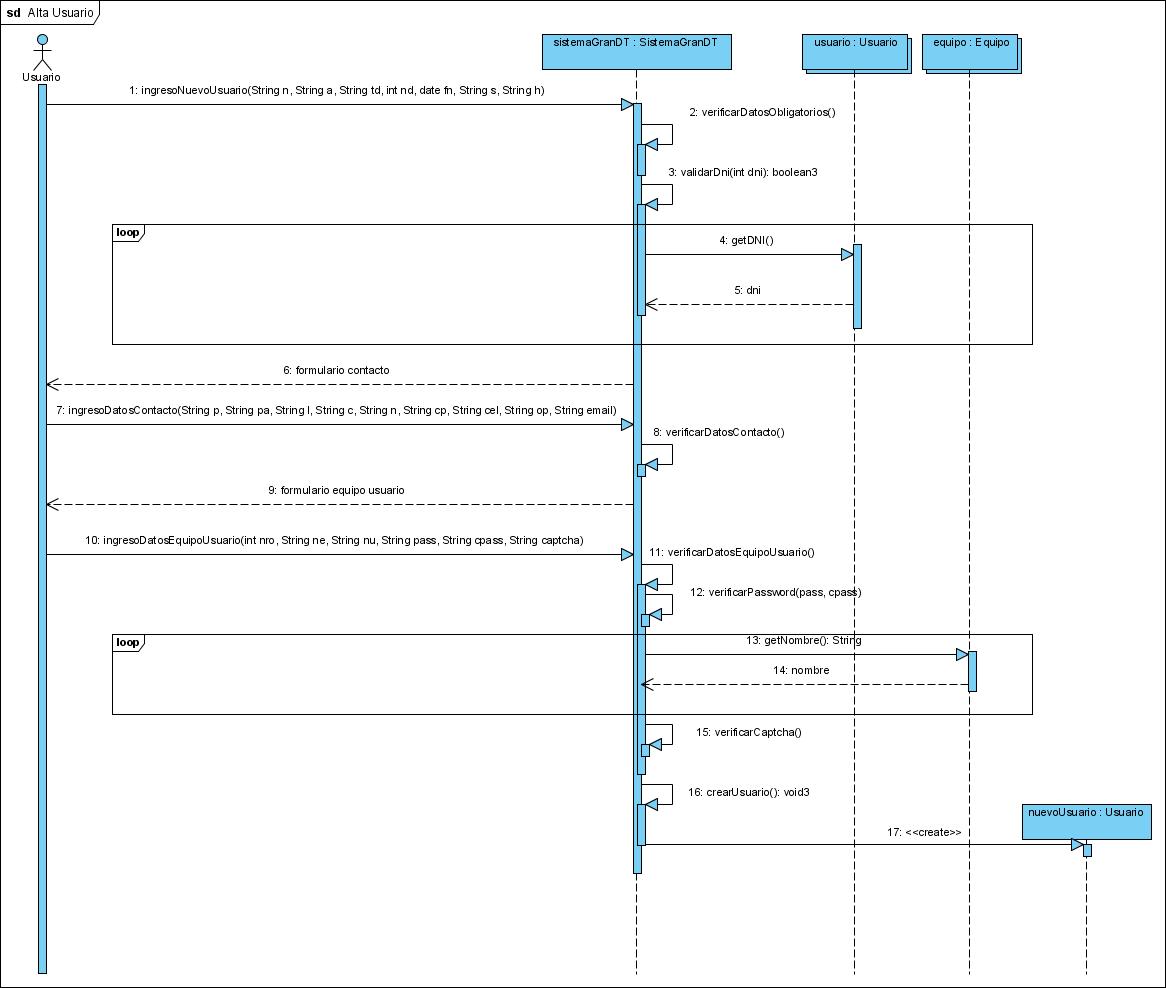 sd Alta Usuario
Usuario
sistemaGranDT : SistemaGranDT
usuario : Usuario
equipo : Equipo
1: ingresoNuevoUsuario(String n, String a, String td, int nd, date fn, String s, String h)
2: verificarDatosObligatorios()
3: validarDni(int dni): boolean3
loop
4: getDNI()
5: dni
6: formulario contacto
7: ingresoDatosContacto(String p, String pa, String l, String c, String n, String cp, String cel, String op, String email)
8: verificarDatosContacto()
9: formulario equipo usuario
10: ingresoDatosEquipoUsuario(int nro, String ne, String nu, String pass, String cpass, String captcha)
11: verificarDatosEquipoUsuario()
12: verificarPassword(pass, cpass)
loop
13: getNombre(): String
14: nombre
15: verificarCaptcha()
16: crearUsuario(): void3
nuevoUsuario : Usuario
17: <<create>>